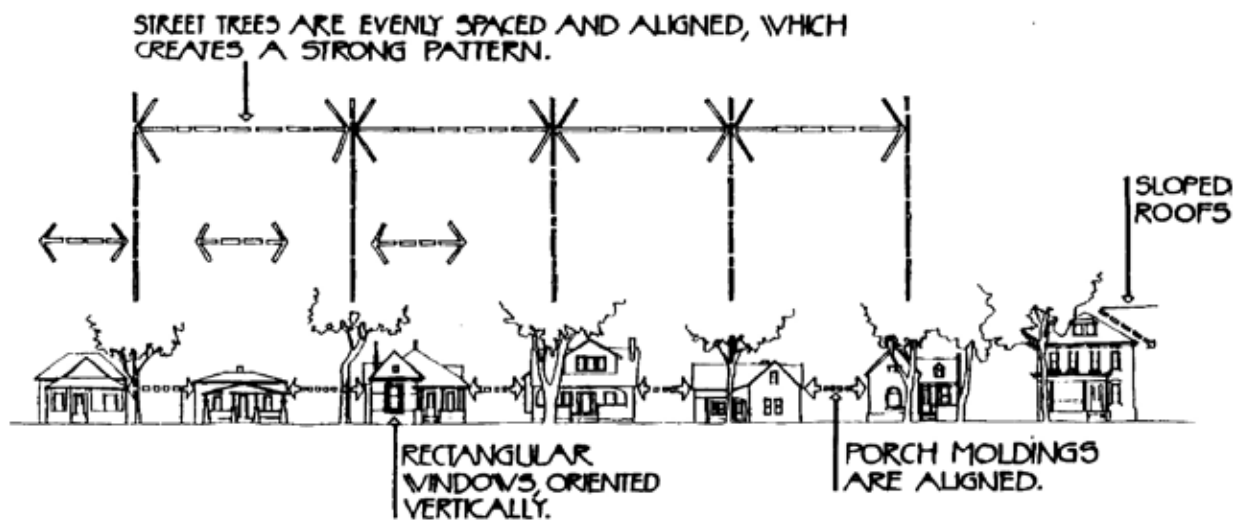 STREET TREES ARE EVENLY SPACED AND ALIGNED, WHICH
CREATES A STRONG PATTERN.
SLOPED
ROOFS
RECTANGULAR
WINDOWS, ORIENTED
VERTICALLY.
PORCH MOLDINGS
ARE ALIGNED.